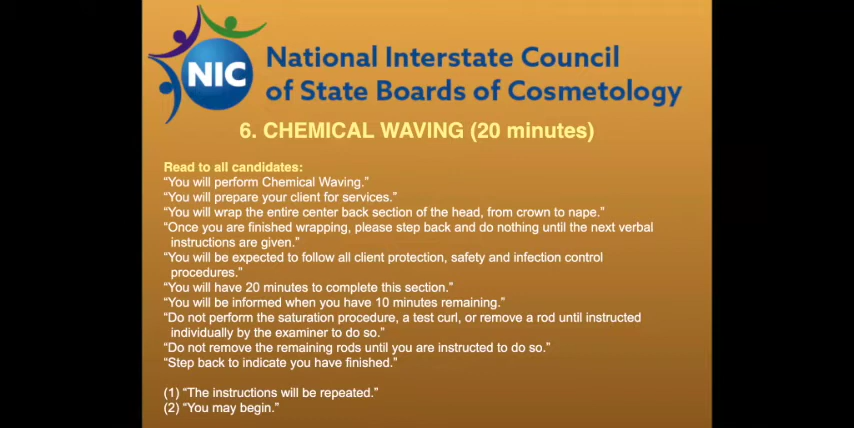 NIC
National Interstate Council
of State Boards of Cosmetology
6. CHEMICAL WAVING (20 minutes)
Read to all candidates:
“You will perform Chemical Waving.”
“You will prepare your client for services.”
“You will wrap the entire center back section of the head, from crown to nape.”
“Once you are finished wrapping, please step back and do nothing until the next verbal
instructions are given.”
“You will be expected to follow all client protection, safety and infection control
procedures.”
“You will have 20 minutes to complete this section.”
“You will be informed when you have 10 minutes remaining.”
“Do not perform the saturation procedure, a test curl, or remove a rod until instructed
individually by the examiner to do so.”
“Do not remove the remaining rods until you are instructed to do so.”
“Step back to indicate you have finished.”
(1) “The instructions will be repeated.”
(2) “You may begin.”